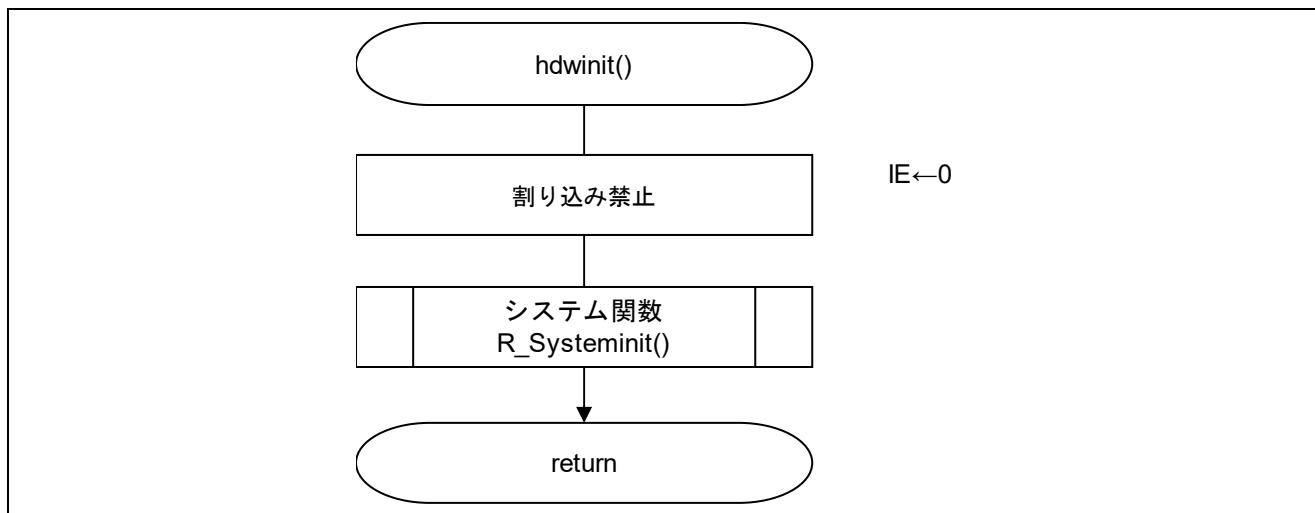 hdwinit()
割り込み禁止
IE←0
システム関数
R_Systeminit()
return